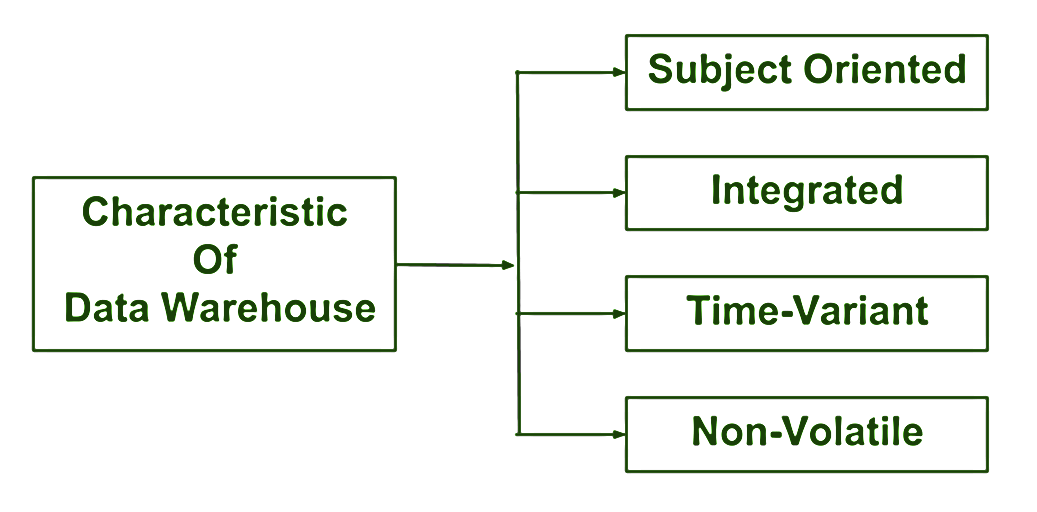 Characteristic
Of
Data Warehouse
Subject Oriented
Integrated
Time-Variant
Non-Volatile